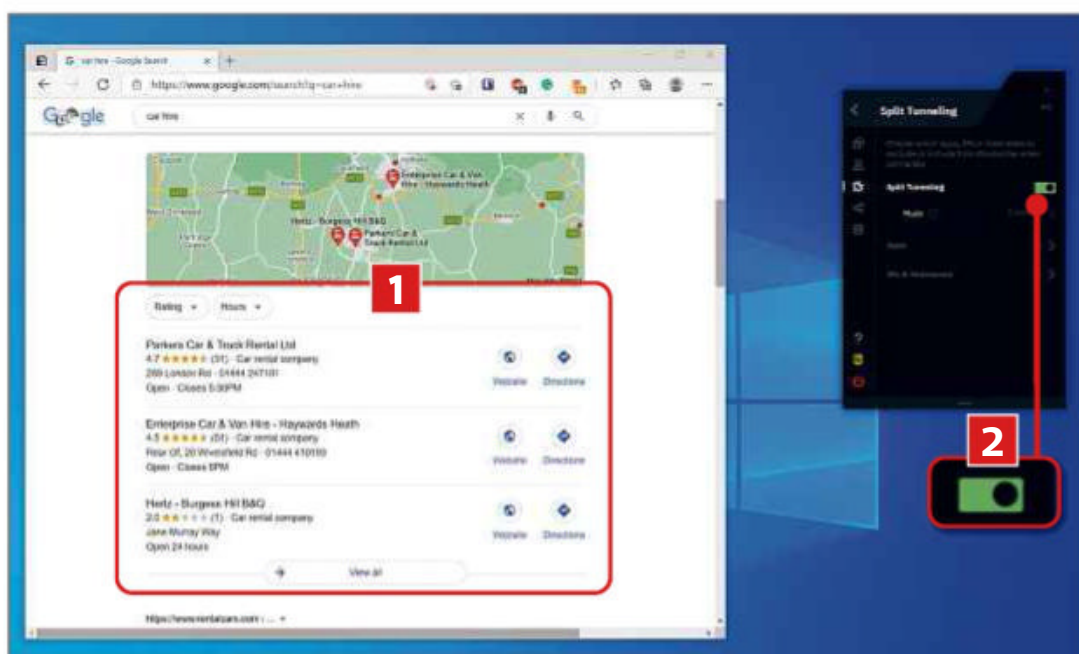 car hire - Google Search
https://www.google.com/search?q=car+hire
Google
car hire
Enterprise Car & Van
Hire - Haywards Heath
Hertz - Burgess Hill B&Q
Parkers Car &
Truck Rental Ltd
1
Rating
Hours
Parkers Car & Truck Rental Ltd
4.7 (31) · Car rental company
269 London Rd · 01444 247101
Open · Closes 5:30PM
Website
Directions
Enterprise Car & Van Hire - Haywards Heath
4.5 (51) · Car rental company
Rear Of, 20 Wivelsfield Rd ·
Open · Closes 6PM
Website
Directions
Hertz - Burgess Hill B&Q
2.0 (1) · Car rental company
Jane Murray Way
Open 24 hours
Website
Directions
View all
https://www.rentalcars.com › ...
Split Tunneling
Split Tunneling
Mode
Apps
IPs & Hostnames
?
2